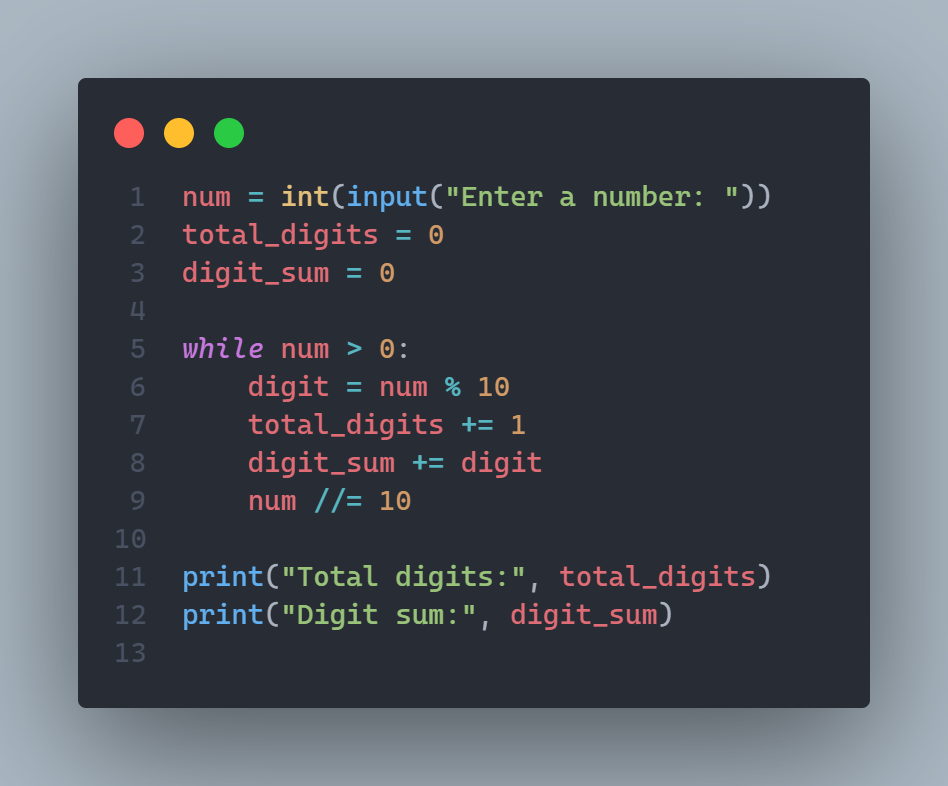 1 num = int(input("Enter a number: "))
2 total_digits = 0
3 digit_sum = 0
4
5 while num > 0:
6     digit = num % 10
7     total_digits += 1
8     digit_sum += digit
9     num //= 10
10
11 print("Total digits:", total_digits)
12 print("Digit sum:", digit_sum)
13